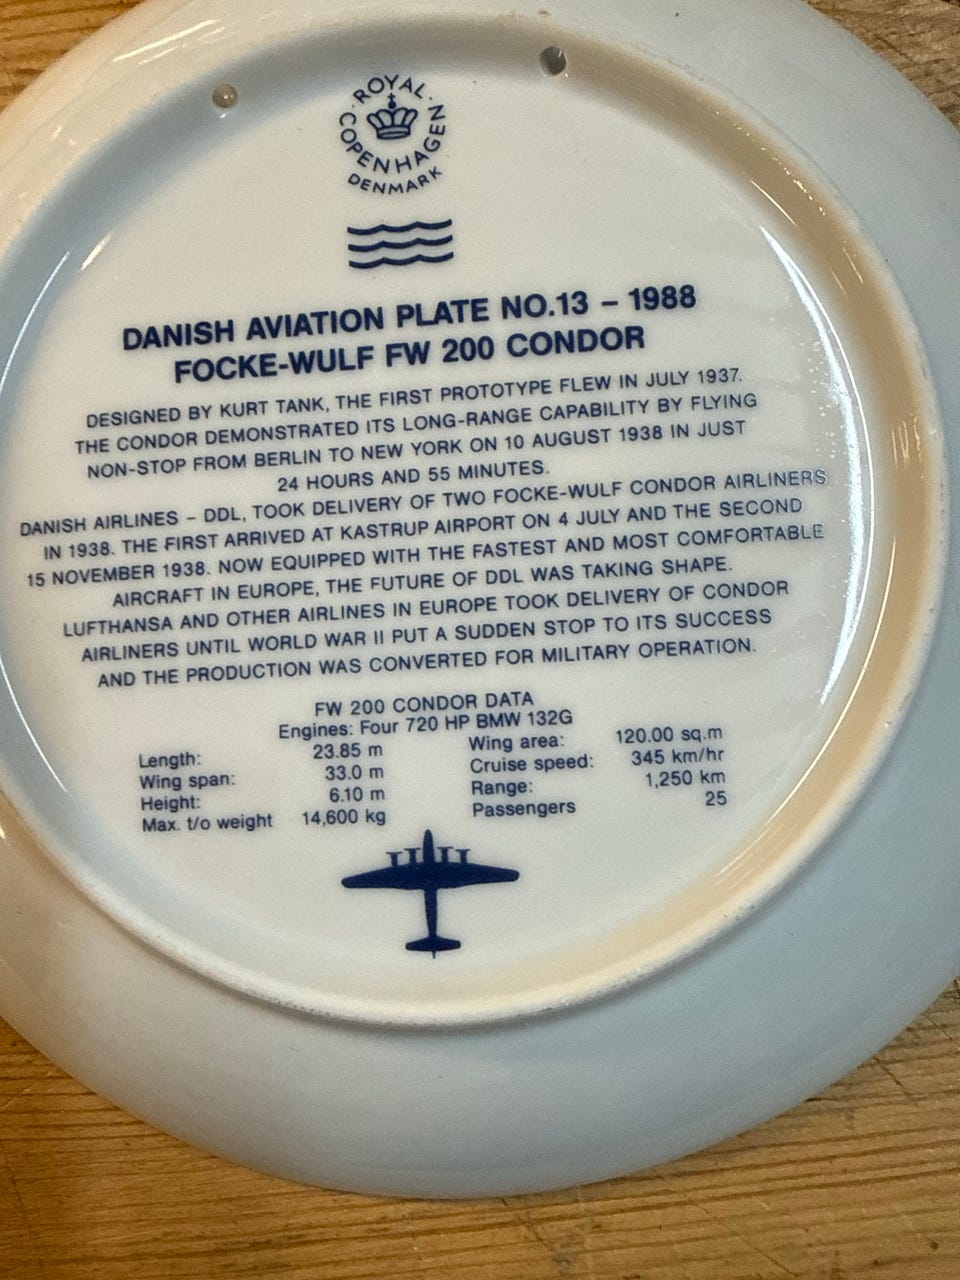 ROYAL
COPENHAGEN
DENMARK
DANISH AVIATION PLATE NO.13 – 1988
FOCKE-WULF FW 200 CONDOR
DESIGNED BY KURT TANK, THE FIRST PROTOTYPE FLEW IN JULY 1937.
THE CONDOR DEMONSTRATED ITS LONG-RANGE CAPABILITY BY FLYING
NON-STOP FROM BERLIN TO NEW YORK ON 10 AUGUST 1938 IN JUST
24 HOURS AND 55 MINUTES.
DANISH AIRLINES – DDL, TOOK DELIVERY OF TWO FOCKE-WULF CONDOR AIRLINERS
IN 1938. THE FIRST ARRIVED AT KASTRUP AIRPORT ON 4 JULY AND THE SECOND
15 NOVEMBER 1938. NOW EQUIPPED WITH THE FASTEST AND MOST COMFORTABLE
AIRCRAFT IN EUROPE, THE FUTURE OF DDL WAS TAKING SHAPE.
LUFTHANSA AND OTHER AIRLINES IN EUROPE TOOK DELIVERY OF CONDOR
AIRLINERS UNTIL WORLD WAR II PUT A SUDDEN STOP TO ITS SUCCESS
AND THE PRODUCTION WAS CONVERTED FOR MILITARY OPERATION.
FW 200 CONDOR DATA
Engines: Four 720 HP BMW 132G
Length: 23.85 m Wing area: 120.00 sq.m
Wing span: 33.0 m Cruise speed: 345 km/hr
Height: 6.10 m Range: 1,250 km
Max. t/o weight 14,600 kg Passengers 25